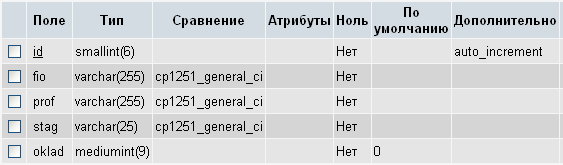 Поле Тип Сравнение Атрибуты Ноль По умолчанию Дополнительно
id smallint(6) Нет auto_increment
fio varchar(255) cp1251_general_ci Нет
prof varchar(255) cp1251_general_ci Нет
stag varchar(25) cp1251_general_ci Нет
oklad mediumint(9) Нет 0